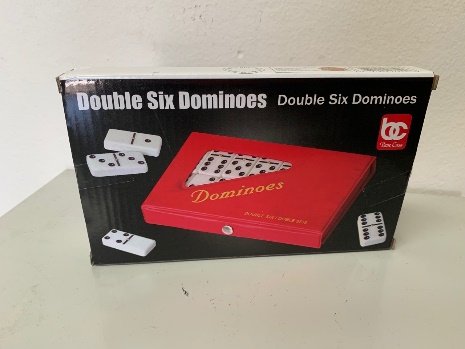 Double Six Dominoes Double Six Dominoes
bc
Dominoes